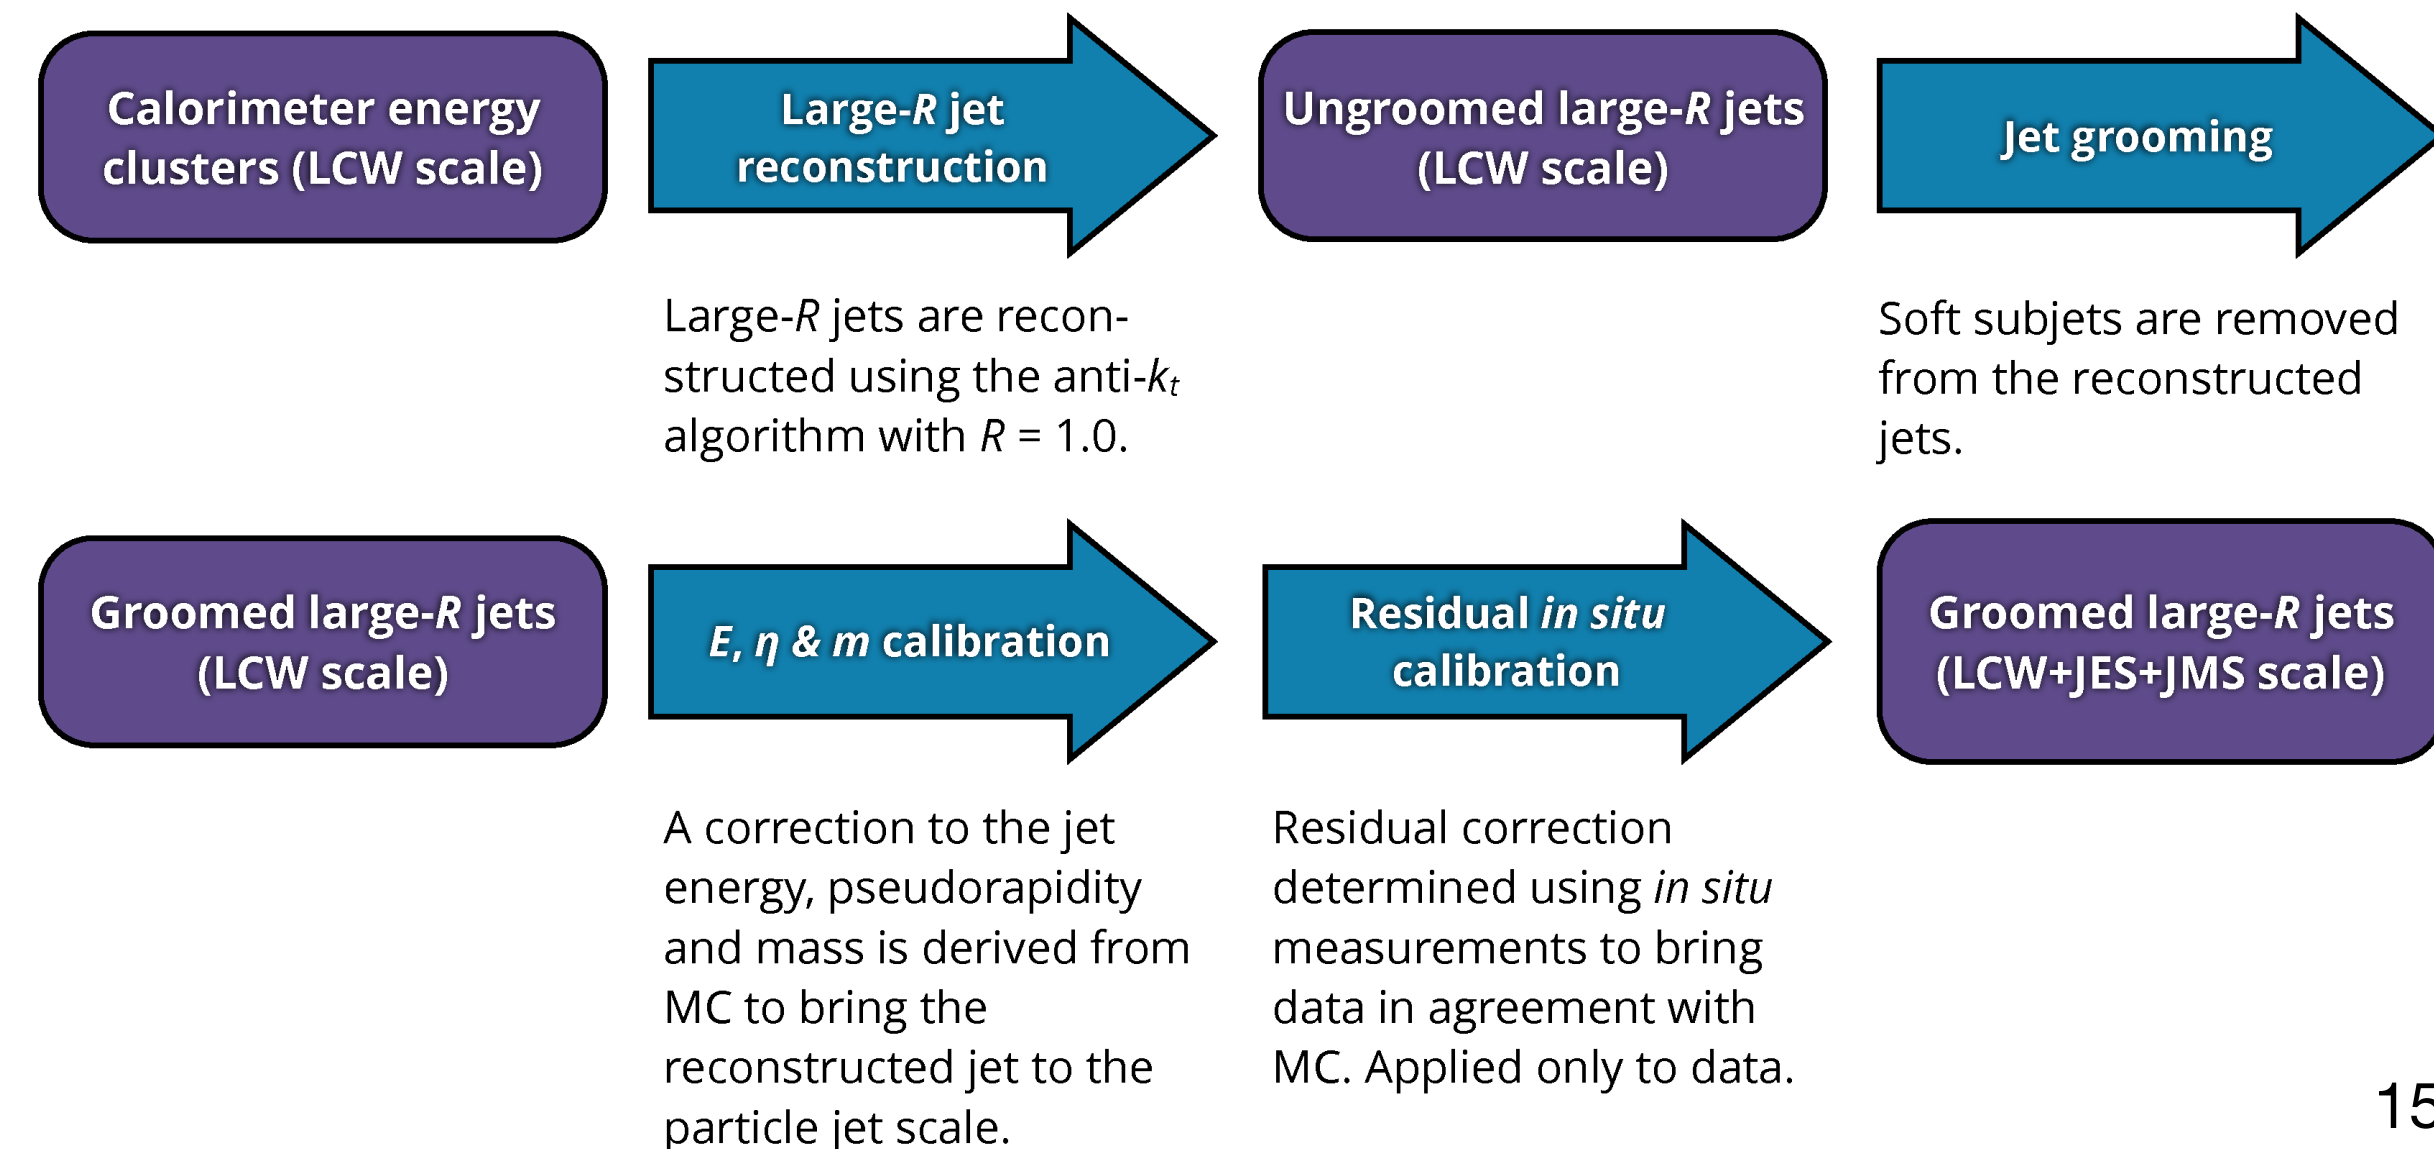 Calorimeter energy
clusters (LCW scale)
Large-R jet
reconstruction
Ungroomed large-R jets
(LCW scale)
Jet grooming
Large-R jets are recon-
structed using the anti-kt
algorithm with R = 1.0.
Soft subjets are removed
from the reconstructed
jets.
Groomed large-R jets
(LCW scale)
E, η & m calibration
Residual in situ
calibration
Groomed large-R jets
(LCW+JES+JMS scale)
A correction to the jet
energy, pseudorapidity
and mass is derived from
MC to bring the
reconstructed jet to the
particle jet scale.
Residual correction
determined using in situ
measurements to bring
data in agreement with
MC. Applied only to data.
15